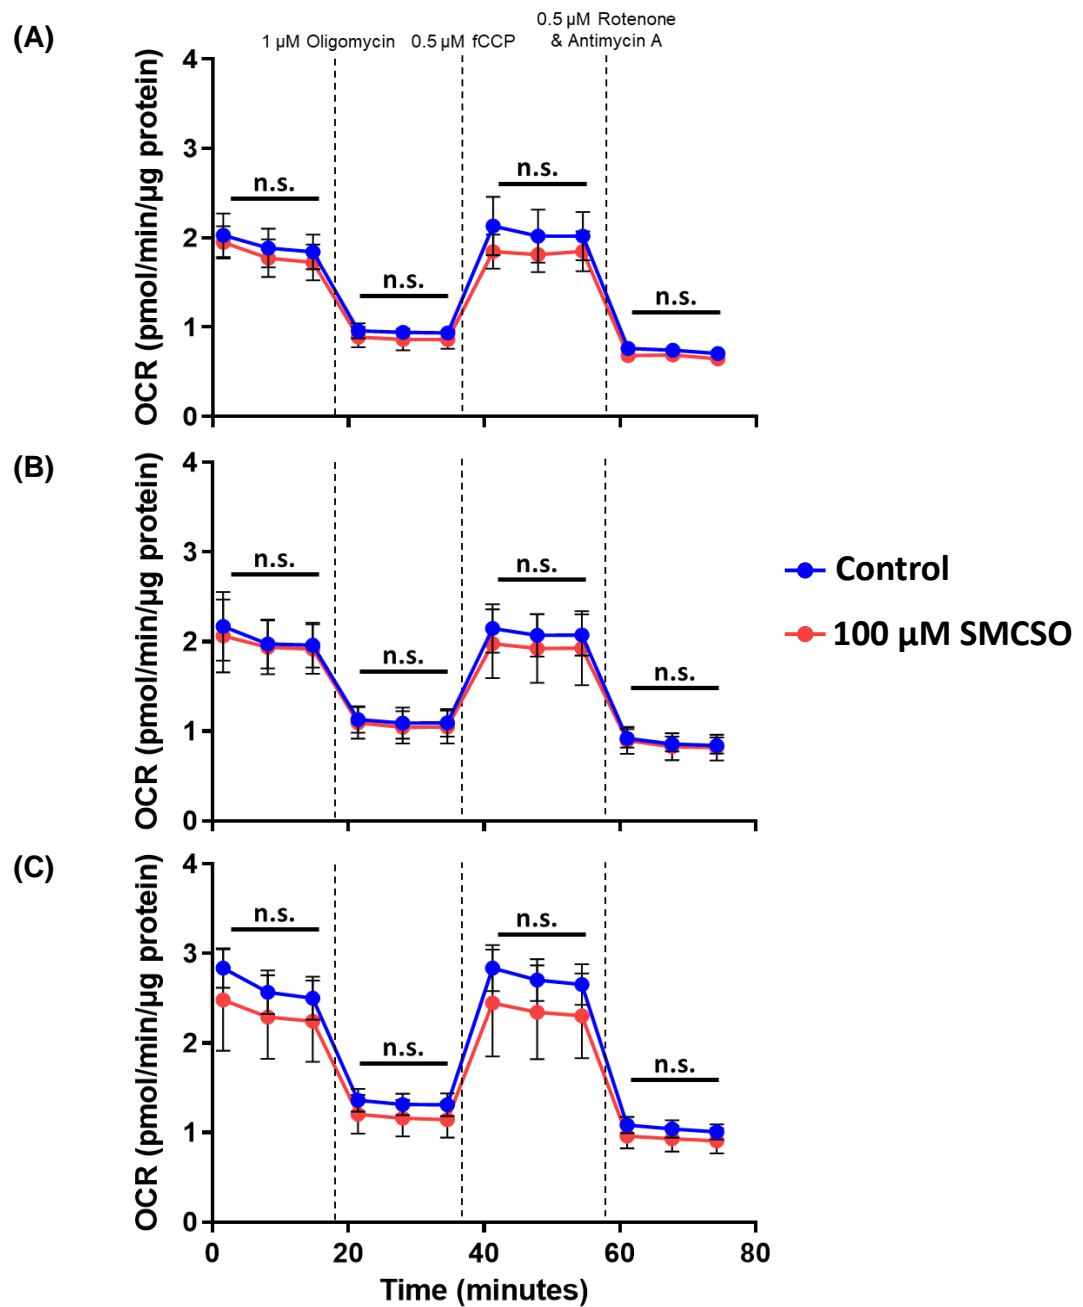 (A)
1 µM Oligomycin
0.5 µM fCCP
0.5 µM Rotenone
& Antimycin A
OCR (pmol/min/µg protein)
4
3
2
1
0
n.s.
n.s.
n.s.
n.s.
(B)
OCR (pmol/min/µg protein)
4
3
2
1
0
n.s.
n.s.
n.s.
n.s.
Control
100 µM SMCSO
(C)
OCR (pmol/min/µg protein)
4
3
2
1
0
n.s.
n.s.
n.s.
n.s.
0 20 40 60 80
Time (minutes)